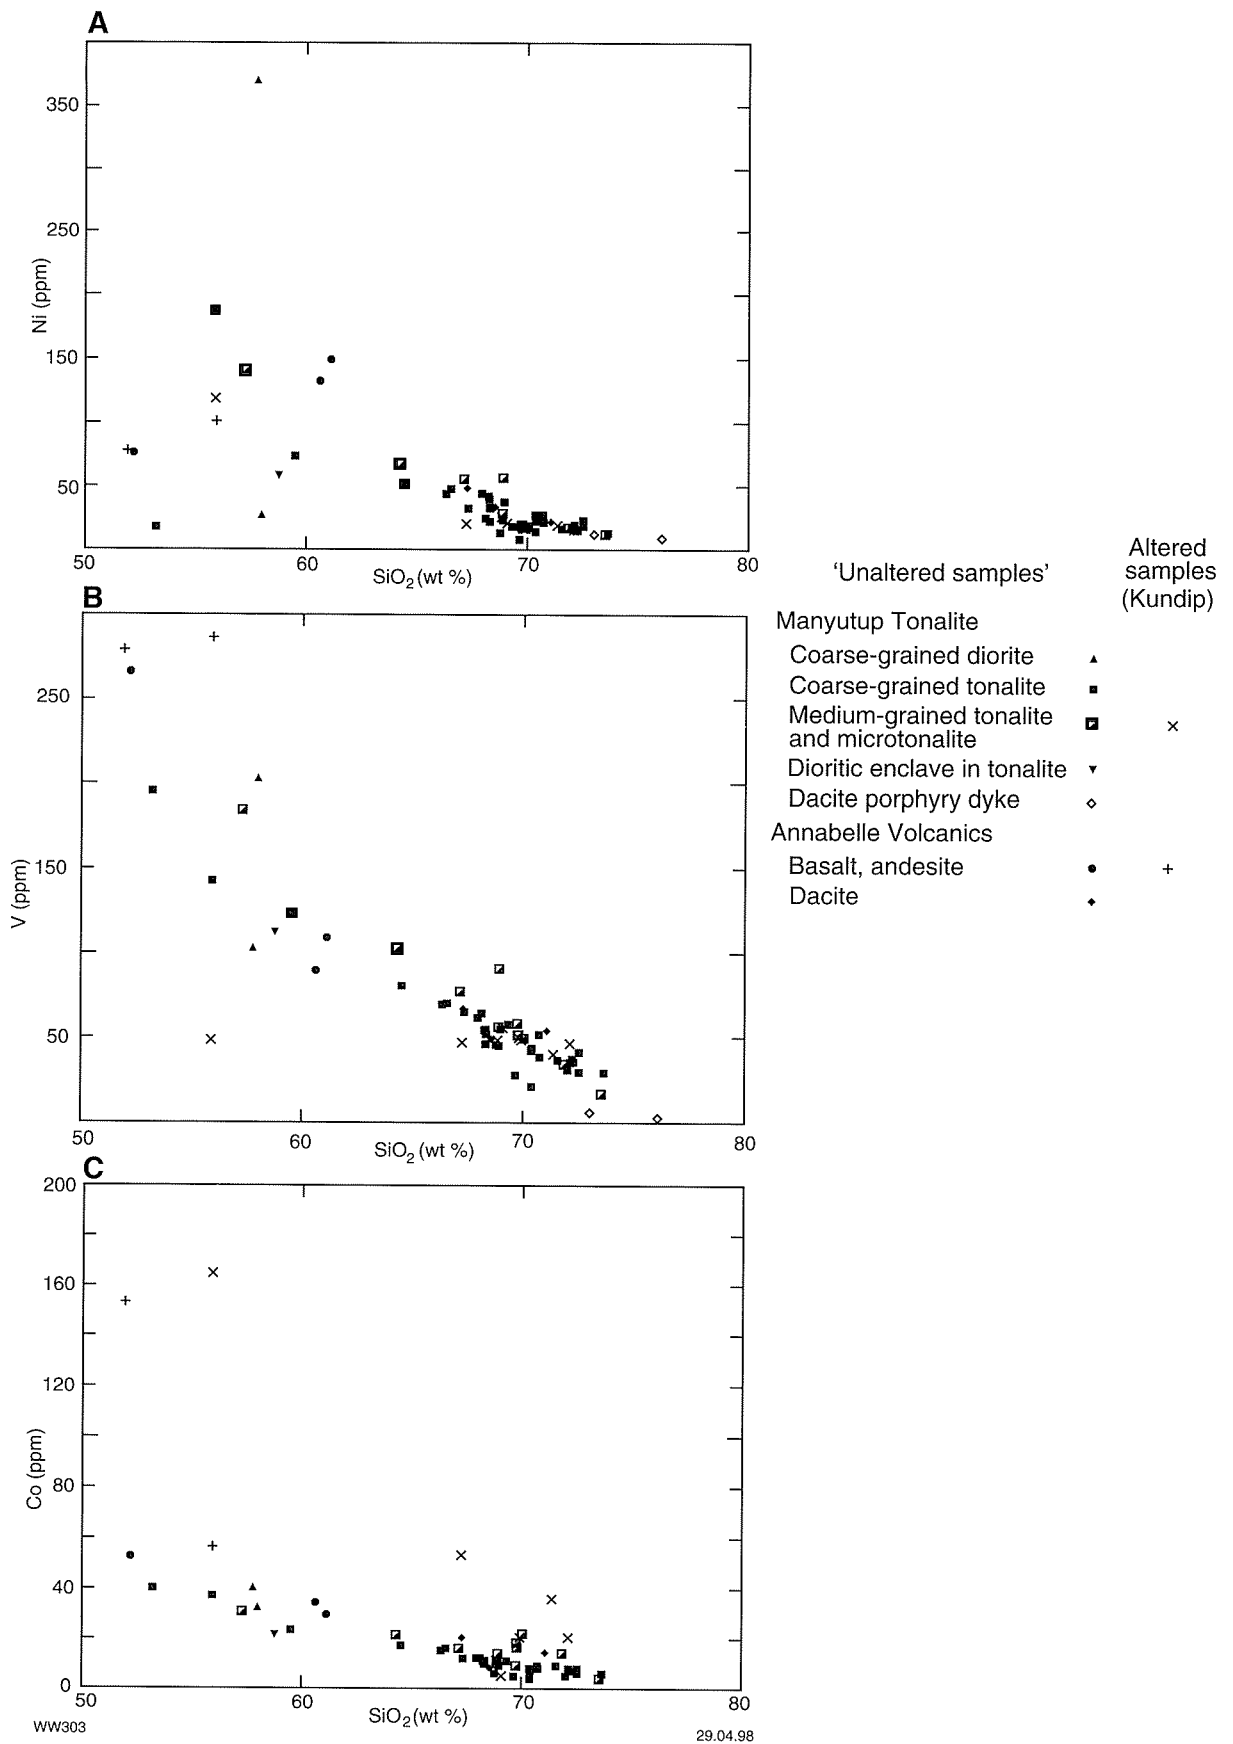 A
350
250
150
50
Ni (ppm)
50
60
70
80
SiO2 (wt %)
B
250
150
50
V (ppm)
50
60
70
80
SiO2 (wt %)
C
200
160
120
80
40
0
Co (ppm)
50
60
70
80
SiO2 (wt %)
WW303
29.04.98
'Unaltered samples'
Altered
samples
(Kundip)
Manyutup Tonalite
Coarse-grained diorite
Coarse-grained tonalite
Medium-grained tonalite
and microtonalite
Dioritic enclave in tonalite
Dacite porphyry dyke
Annabelle Volcanics
Basalt, andesite
Dacite